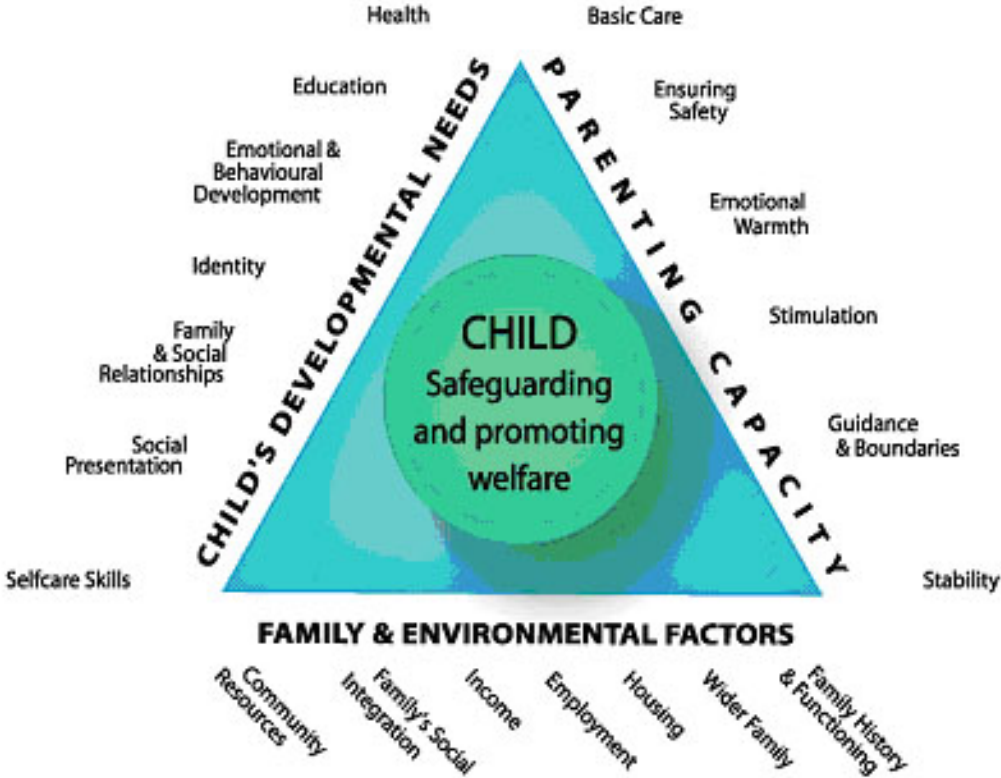 Health
Education
Emotional &
Behavioural
Development
Identity
Family
& Social
Relationships
Social
Presentation
Selfcare Skills
CHILD'S DEVELOPMENTAL NEEDS
Basic Care
Ensuring
Safety
Emotional
Warmth
Stimulation
Guidance
& Boundaries
Stability
PARENTING CAPACITY
CHILD
Safeguarding
and promoting
welfare
FAMILY & ENVIRONMENTAL FACTORS
Community
Resources
Family's Social
Integration
Income
Employment
Housing
Wider Family
Family History
& Functioning